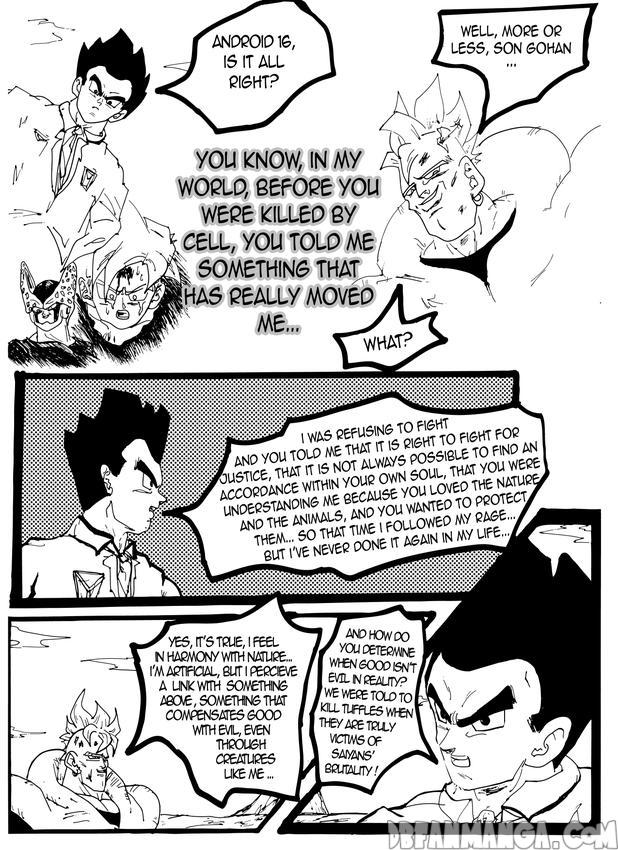 ANDROID 16,
IS IT ALL
RIGHT?
WELL, MORE OR
LESS, SON GOHAN
...
YOU KNOW, IN MY
WORLD, BEFORE YOU
WERE KILLED BY
CELL, YOU TOLD ME
SOMETHING THAT
HAS REALLY MOVED
ME...
WHAT?
I WAS REFUSING TO FIGHT
AND YOU TOLD ME THAT IT IS RIGHT TO FIGHT FOR
JUSTICE, THAT IT IS NOT ALWAYS POSSIBLE TO FIND AN
ACCORDANCE WITHIN YOUR OWN SOUL, THAT YOU WERE
UNDERSTANDING ME BECAUSE YOU LOVED THE NATURE
AND THE ANIMALS, AND YOU WANTED TO PROTECT
THEM... SO THAT TIME I FOLLOWED MY RAGE...
BUT I'VE NEVER DONE IT AGAIN IN MY LIFE...
YES, IT'S TRUE, I FEEL
IN HARMONY WITH NATURE...
I'M ARTIFICIAL, BUT I PERCIEVE
A LINK WITH SOMETHING
ABOVE, SOMETHING THAT
COMPENSATES GOOD
WITH EVIL, EVEN
THROUGH
CREATURES
LIKE ME ...
AND HOW DO
YOU DETERMINE
WHEN GOOD ISN'T
EVIL IN REALITY?
WE WERE TOLD TO
KILL TUFFLES WHEN
THEY ARE TRULY
VICTIMS OF
SAIYANS'
BRUTALITY !
DBFANMANGA.COM